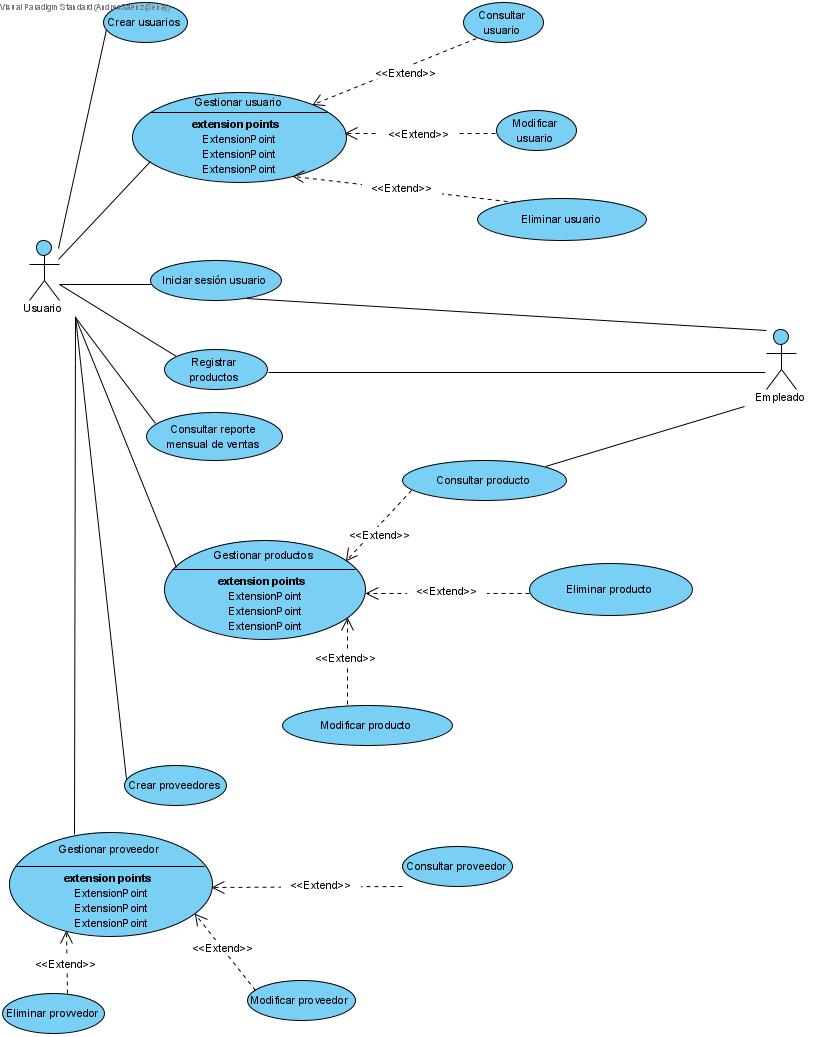 Visual Paradigm Standard(Andrea Saenz(Sena))
Crear usuarios
Consultar
usuario
<<Extend>>
Gestionar usuario
extension points
ExtensionPoint
ExtensionPoint
ExtensionPoint
<<Extend>>
Modificar
usuario
<<Extend>>
Eliminar usuario
Usuario
Iniciar sesión usuario
Registrar
productos
Empleado
Consultar reporte
mensual de ventas
Consultar producto
<<Extend>>
Gestionar productos
extension points
ExtensionPoint
ExtensionPoint
ExtensionPoint
<<Extend>>
Eliminar producto
<<Extend>>
Modificar producto
Crear proveedores
Gestionar proveedor
extension points
ExtensionPoint
ExtensionPoint
ExtensionPoint
<<Extend>>
Consultar proveedor
<<Extend>>
Modificar proveedor
<<Extend>>
Eliminar provvedor